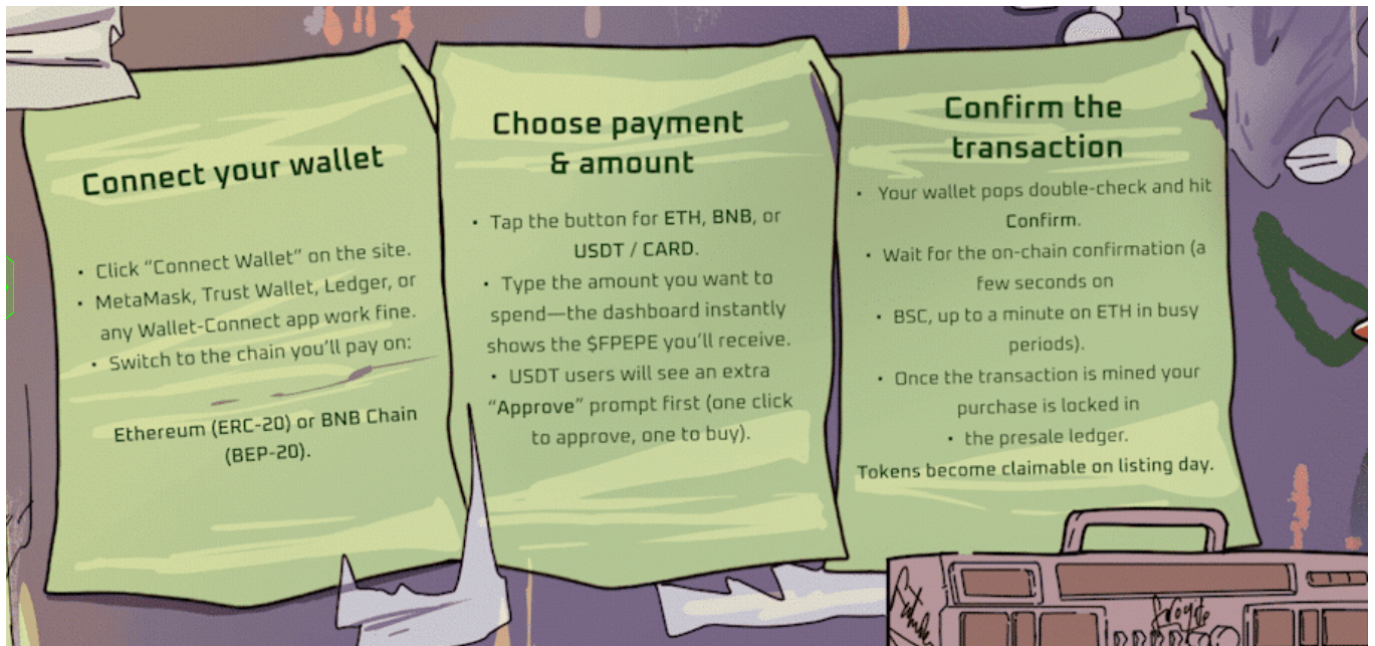 Connect your wallet
• Click “Connect Wallet” on the site.
• MetaMask, Trust Wallet, Ledger, or
any Wallet-Connect app work fine.
• Switch to the chain you’ll pay on:
Ethereum (ERC-20) or BNB Chain
(BEP-20).
Choose payment
& amount
• Tap the button for ETH, BNB, or
USDT / CARD.
• Type the amount you want to
spend—the dashboard instantly
shows the $FPEPE you’ll receive.
• USDT users will see an extra
“Approve” prompt first (one click
to approve, one to buy).
Confirm the
transaction
• Your wallet pops double-check and hit
Confirm.
• Wait for the on-chain confirmation (a
few seconds on
• BSC, up to a minute on ETH in busy
periods).
• Once the transaction is mined your
purchase is locked in
• the presale ledger.
Tokens become claimable on listing day.